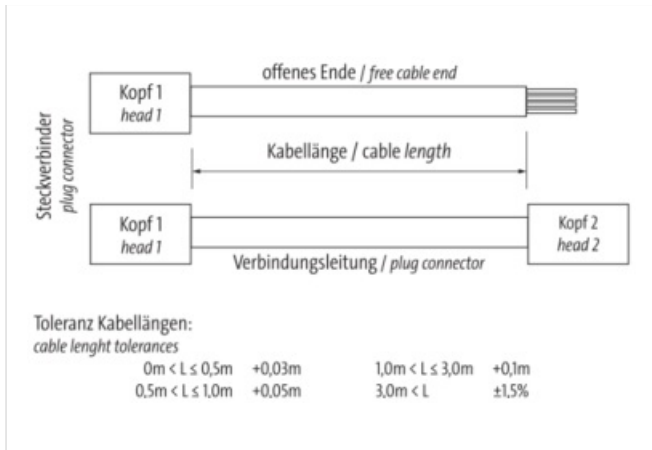 offenes Ende / free cable end
Kopf 1
head 1
Steckverbinder
plug connector
Kabellänge / cable length
Kopf 1
head 1
Kopf 2
head 2
Verbindungsleitung / plug connector
Toleranz Kabellängen:
cable lenght tolerances
0m < L ≤ 0,5m +0,03m 1,0m < L ≤ 3,0m +0,1m
0,5m < L ≤ 1,0m +0,05m 3,0m < L ±1,5%